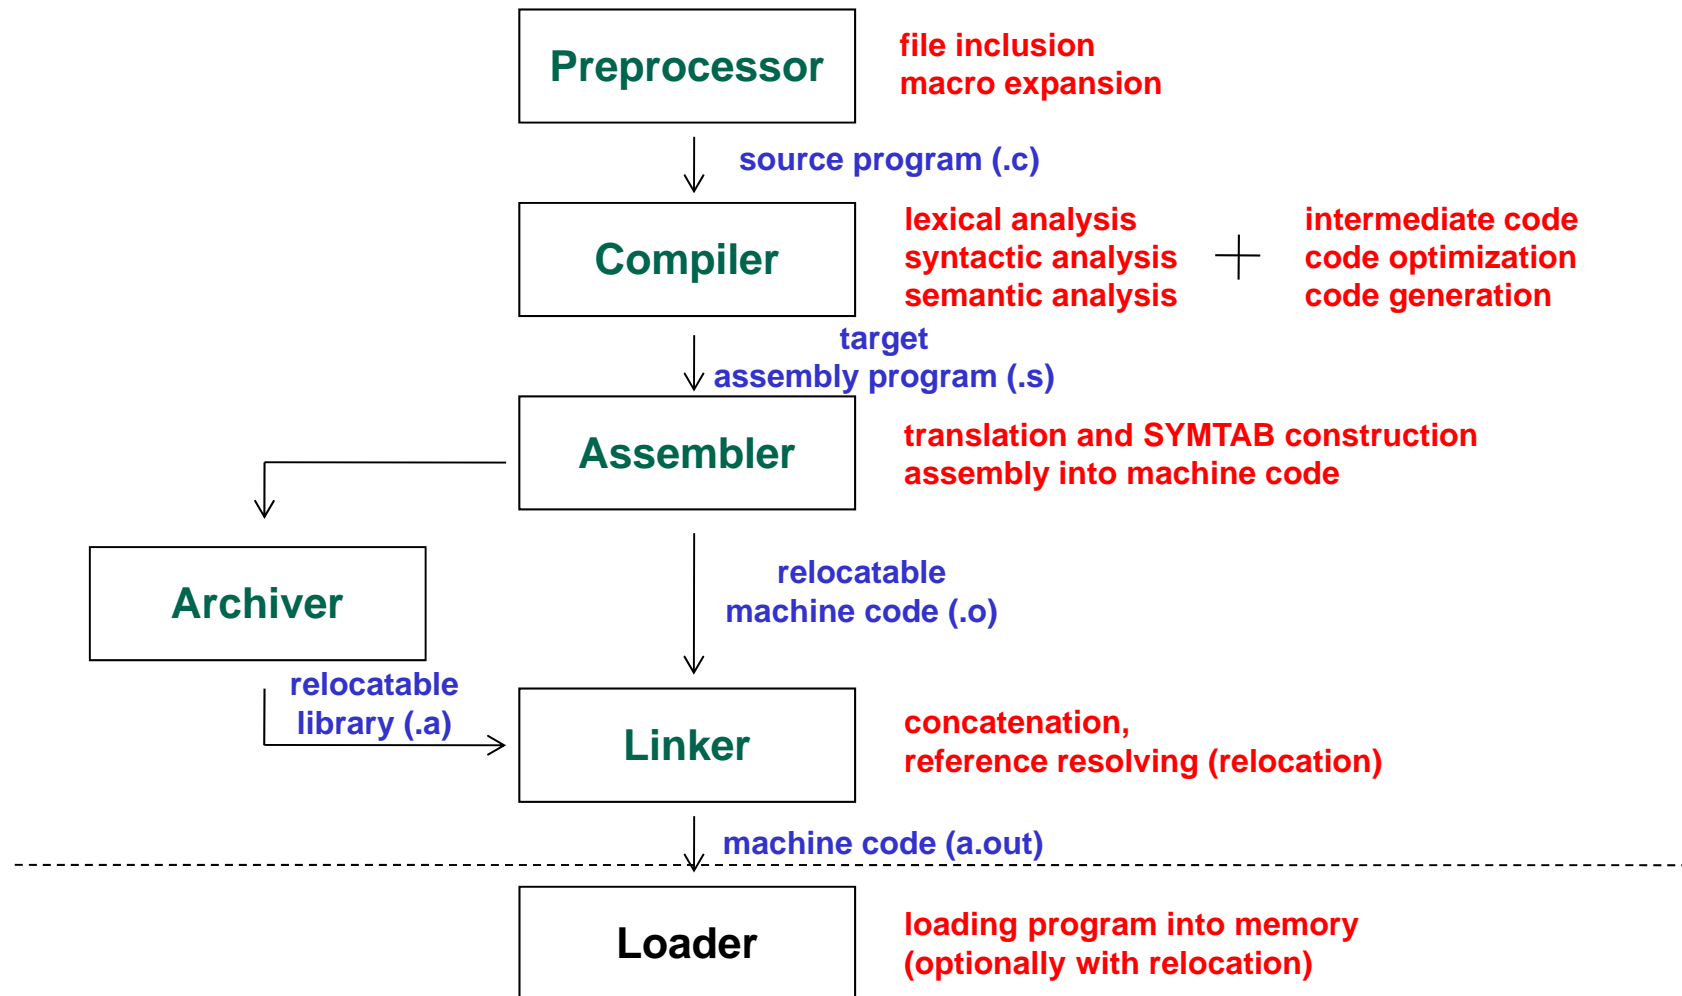 Preprocessor
file inclusion
macro expansion
source program (.c)
Compiler
lexical analysis
syntactic analysis
semantic analysis
intermediate code
code optimization
code generation
target
assembly program (.s)
Assembler
translation and SYMTAB construction
assembly into machine code
Archiver
relocatable
machine code (.o)
relocatable
library (.a)
Linker
concatenation,
reference resolving (relocation)
machine code (a.out)
Loader
loading program into memory
(optionally with relocation)